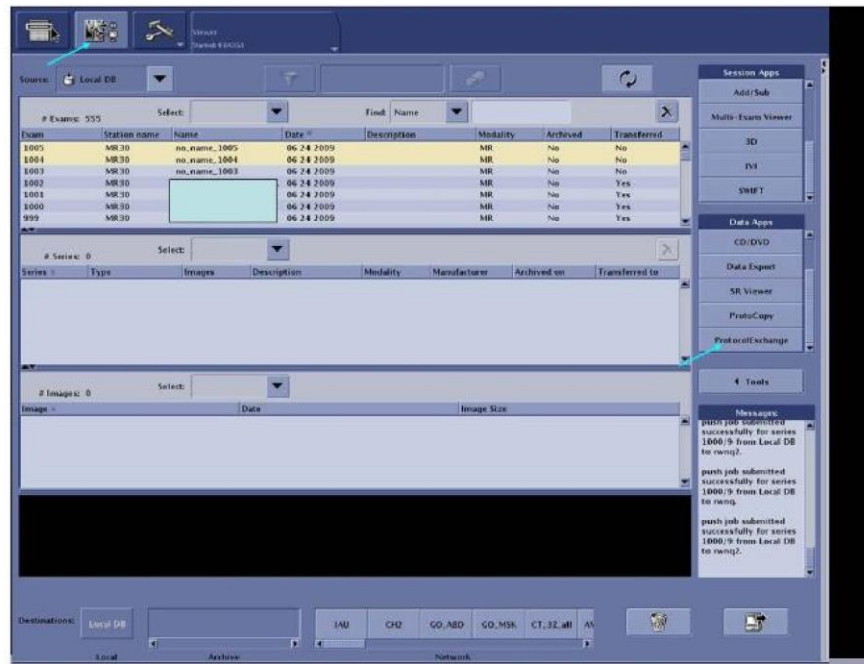 Viewer
Source: Local DB
Session Apps
Add/Sub
Multi-Exam Viewer
3D
IVI
SWIFT
# Exams: 555 Select: Find: Name
Exam Station name Name Date Description Modality Archived Transferred
1005 MR30 no_name_1005 06 24 2009 MR No No
1004 MR30 no_name_1004 06 24 2009 MR No No
1003 MR30 no_name_1003 06 24 2009 MR No No
1002 MR30 06 24 2009 MR No Yes
1001 MR30 06 24 2009 MR No Yes
1000 MR30 06 24 2009 MR No Yes
999 MR30 06 24 2009 MR No Yes
Data Apps
CD/DVD
Data Export
SR Viewer
ProtoCopy
ProtocolExchange
# Series: 0 Select:
Series Type Images Description Modality Manufacturer Archived on Transferred to
# Images: 0 Select:
Image Date Image Size
Tools
Messages:
push job submitted
successfully for series
1000/9 from Local DB
to rwnq2.
push job submitted
successfully for series
1000/9 from Local DB
to rwnq.
push job submitted
successfully for series
1000/9 from Local DB
to rwnq2.
Destinations: Local DB IAU CH2 GO_ABD GO_MSK CT_32_all
Local Archive Network